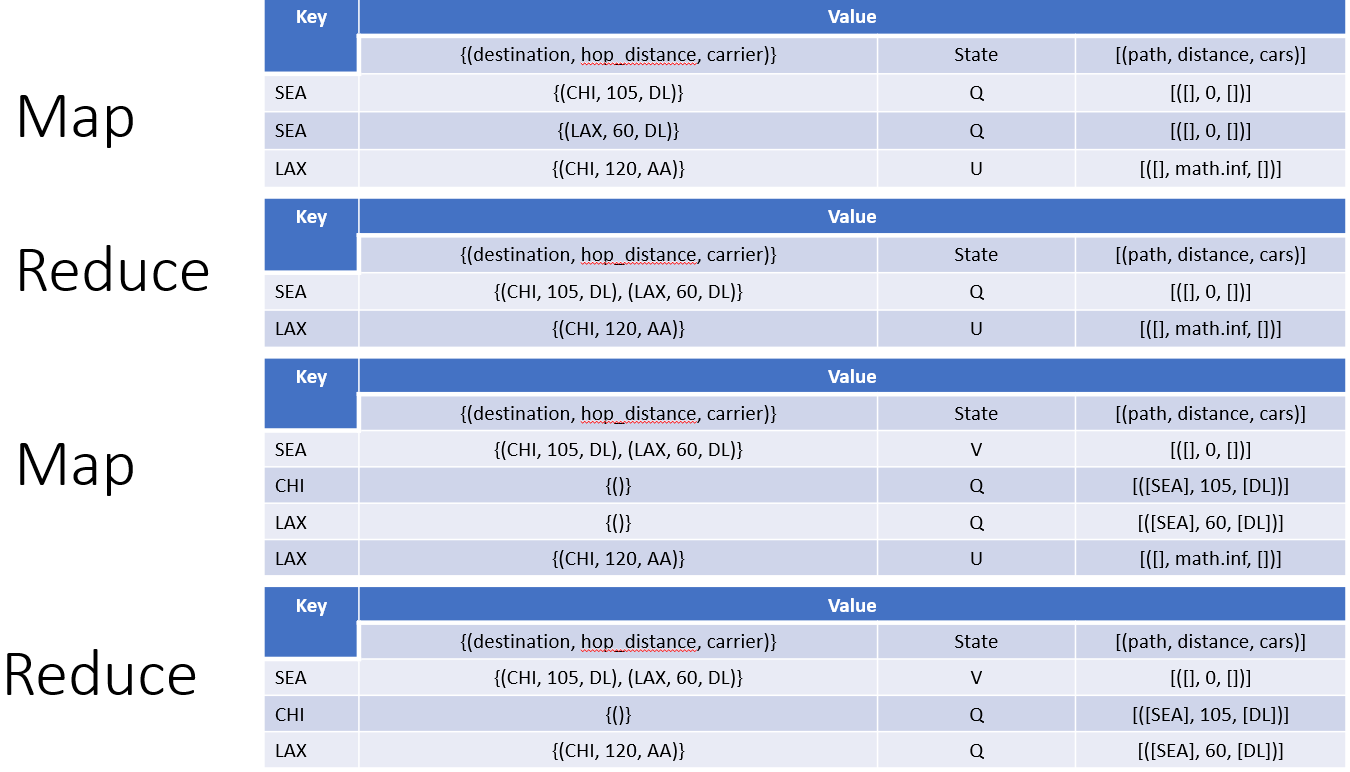 Map
Key Value
{(destination, hop_distance, carrier)} State [(path, distance, cars)]
SEA {(CHI, 105, DL)} Q [([], 0, [])]
SEA {(LAX, 60, DL)} Q [([], 0, [])]
LAX {(CHI, 120, AA)} U [([], math.inf, [])]
Reduce
Key Value
{(destination, hop_distance, carrier)} State [(path, distance, cars)]
SEA {(CHI, 105, DL), (LAX, 60, DL)} Q [([], 0, [])]
LAX {(CHI, 120, AA)} U [([], math.inf, [])]
Map
Key Value
{(destination, hop_distance, carrier)} State [(path, distance, cars)]
SEA {(CHI, 105, DL), (LAX, 60, DL)} V [([], 0, [])]
CHI {()} Q [([SEA], 105, [DL])]
LAX {()} Q [([SEA], 60, [DL])]
LAX {(CHI, 120, AA)} U [([], math.inf, [])]
Reduce
Key Value
{(destination, hop_distance, carrier)} State [(path, distance, cars)]
SEA {(CHI, 105, DL), (LAX, 60, DL)} V [([], 0, [])]
CHI {()} Q [([SEA], 105, [DL])]
LAX {(CHI, 120, AA)} Q [([SEA], 60, [DL])]